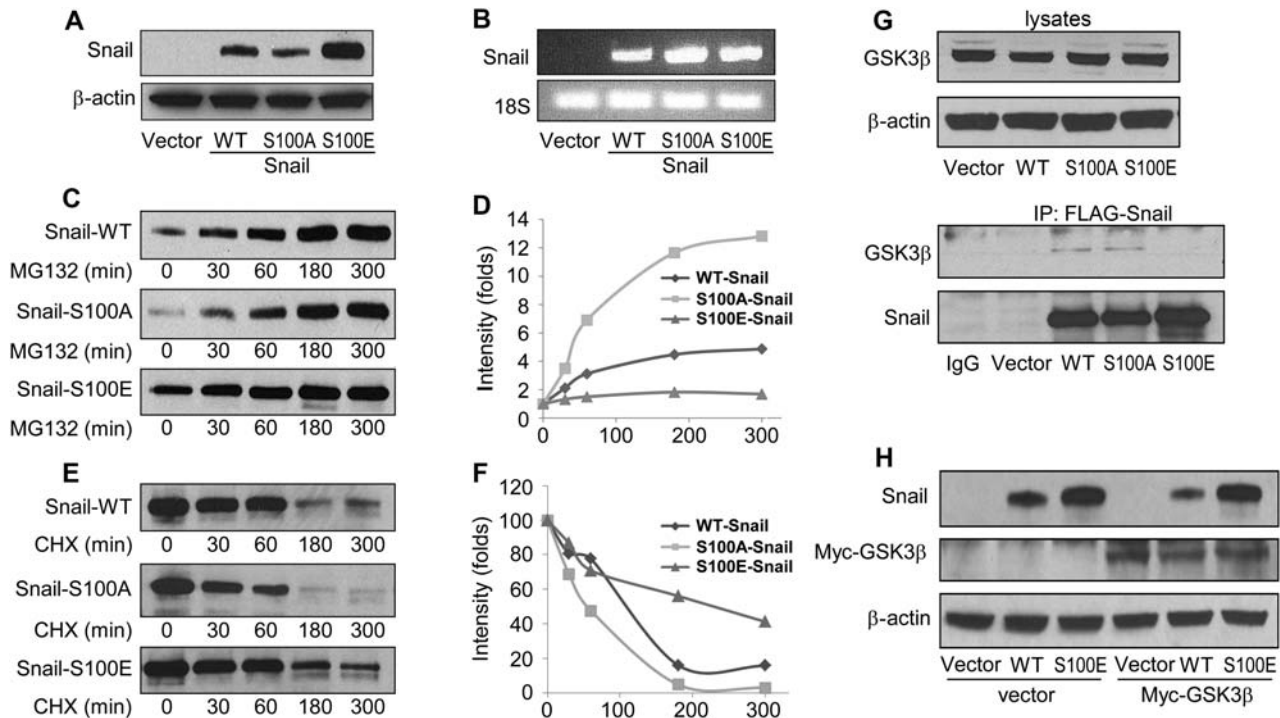 A
Snail
β-actin
Vector WT S100A S100E
Snail
B
Snail
18S
Vector WT S100A S100E
Snail
C
Snail-WT
MG132 (min) 0 30 60 180 300
Snail-S100A
MG132 (min) 0 30 60 180 300
Snail-S100E
MG132 (min) 0 30 60 180 300
D
Intensity (folds)
14
12
10
8
6
4
2
0
WT-Snail
S100A-Snail
S100E-Snail
0 100 200 300
E
Snail-WT
CHX (min) 0 30 60 180 300
Snail-S100A
CHX (min) 0 30 60 180 300
Snail-S100E
CHX (min) 0 30 60 180 300
F
Intensity (folds)
120
100
80
60
40
20
0
WT-Snail
S100A-Snail
S100E-Snail
0 100 200 300
G
lysates
GSK3β
β-actin
Vector WT S100A S100E
IP: FLAG-Snail
GSK3β
Snail
IgG Vector WT S100A S100E
H
Snail
Myc-GSK3β
β-actin
Vector WT S100E Vector WT S100E
vector Myc-GSK3β